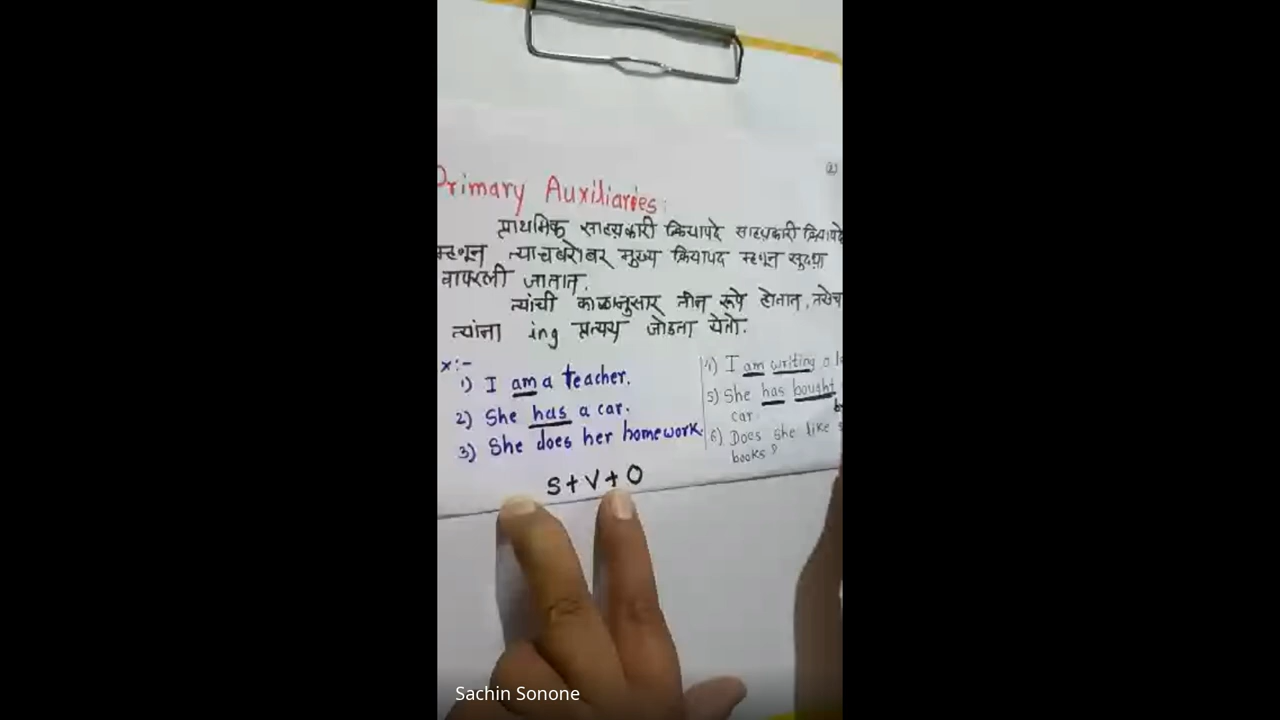 Primary Auxiliaries:
प्राथमिक साहय्यकारी क्रियापदे साहय्यकारी क्रियापदे
म्हणून त्याचबरोबर मुख्य क्रियापद म्हणून सुद्धा
वापरली जातात.
त्यांची काळानुसार तीन रूपे होतात. तसेच
त्यांना ing प्रत्यय जोडता येतो.
x:-
1) I am a teacher.
2) She has a car.
3) She does her homework.
4) I am writing a
5) She has bought
car.
6) Does she like
books?
S+V+O
Sachin Sonone